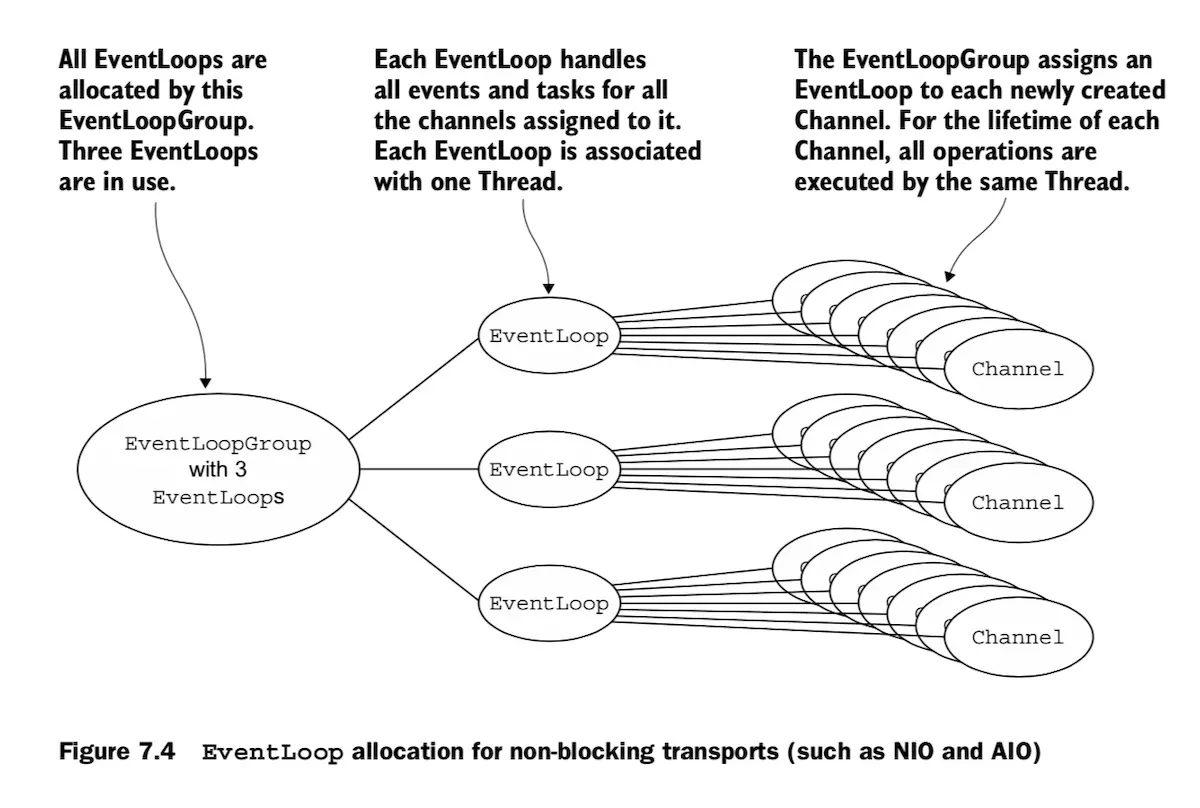 All EventLoops are
allocated by this
EventLoopGroup.
Three EventLoops
are in use.
Each EventLoop handles
all events and tasks for all
the channels assigned to it.
Each EventLoop is associated
with one Thread.
The EventLoopGroup assigns an
EventLoop to each newly created
Channel. For the lifetime of each
Channel, all operations are
executed by the same Thread.
EventLoopGroup
with 3
EventLoops
EventLoop
Channel
EventLoop
Channel
EventLoop
Channel
Figure 7.4 EventLoop allocation for non-blocking transports (such as NIO and AIO)